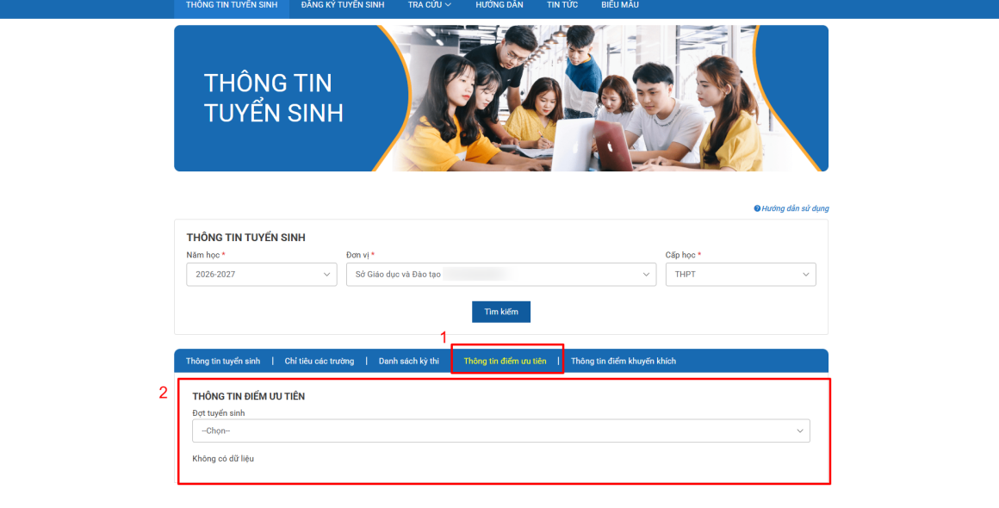 THÔNG TIN TUYỂN SINH ĐĂNG KÝ TUYỂN SINH TRA CỨU HƯỚNG DẪN TIN TỨC BIỂU MẪU
THÔNG TIN
TUYỂN SINH
Hướng dẫn sử dụng
THÔNG TIN TUYỂN SINH
Năm học * Đơn vị * Cấp học *
2026-2027 Sở Giáo dục và Đào tạo THPT
Tìm kiếm
1
Thông tin tuyển sinh | Chỉ tiêu các trường | Danh sách kỳ thi Thông tin điểm ưu tiên | Thông tin điểm khuyến khích
2
THÔNG TIN ĐIỂM ƯU TIÊN
Đợt tuyển sinh
--Chọn--
Không có dữ liệu